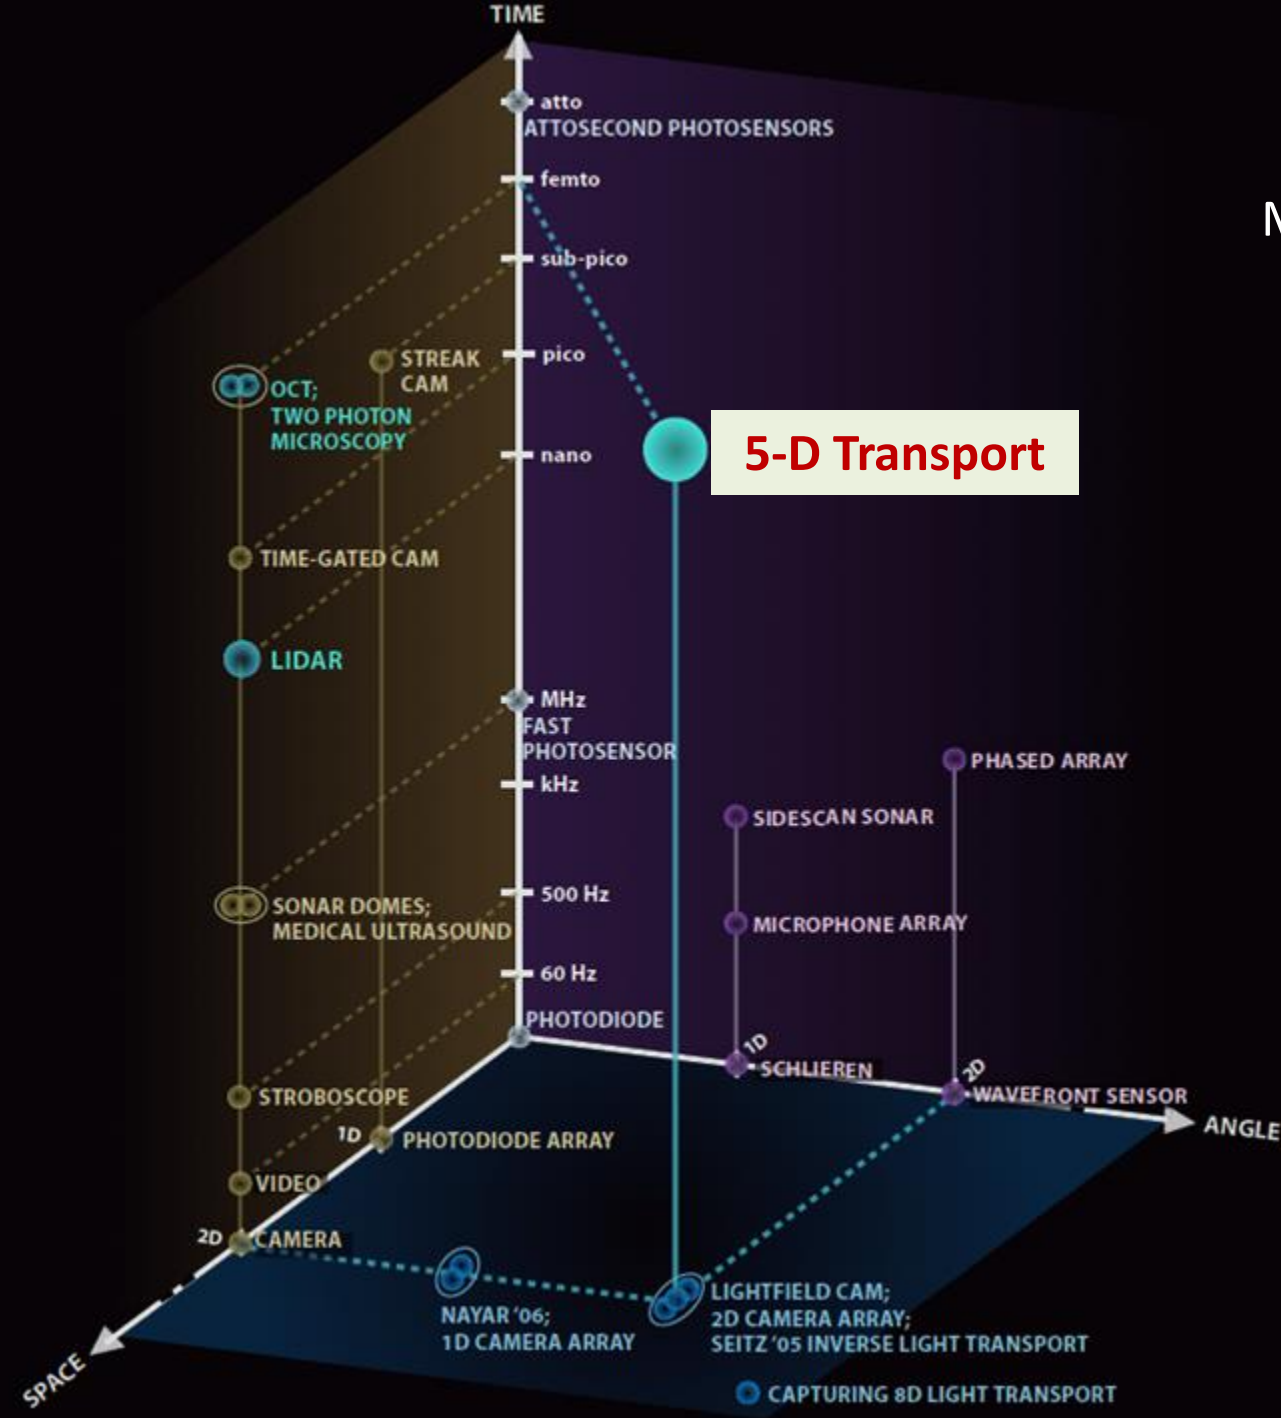 TIME
atto
ATTOSECOND PHOTOSENSORS
femto
sub-pico
pico
STREAK
CAM
OCT;
TWO PHOTON
MICROSCOPY
5-D Transport
nano
TIME-GATED CAM
LIDAR
MHz
FAST
PHOTOSENSOR
kHz
PHASED ARRAY
SIDESCAN SONAR
500 Hz
SONAR DOMES;
MEDICAL ULTRASOUND
MICROPHONE ARRAY
60 Hz
PHOTODIODE
1D
SCHLIEREN
2D
WAVEFRONT SENSOR
ANGLE
STROBOSCOPE
1D
PHOTODIODE ARRAY
VIDEO
2D
CAMERA
NAYAR '06;
1D CAMERA ARRAY
LIGHTFIELD CAM;
2D CAMERA ARRAY;
SEITZ '05 INVERSE LIGHT TRANSPORT
SPACE
CAPTURING 8D LIGHT TRANSPORT